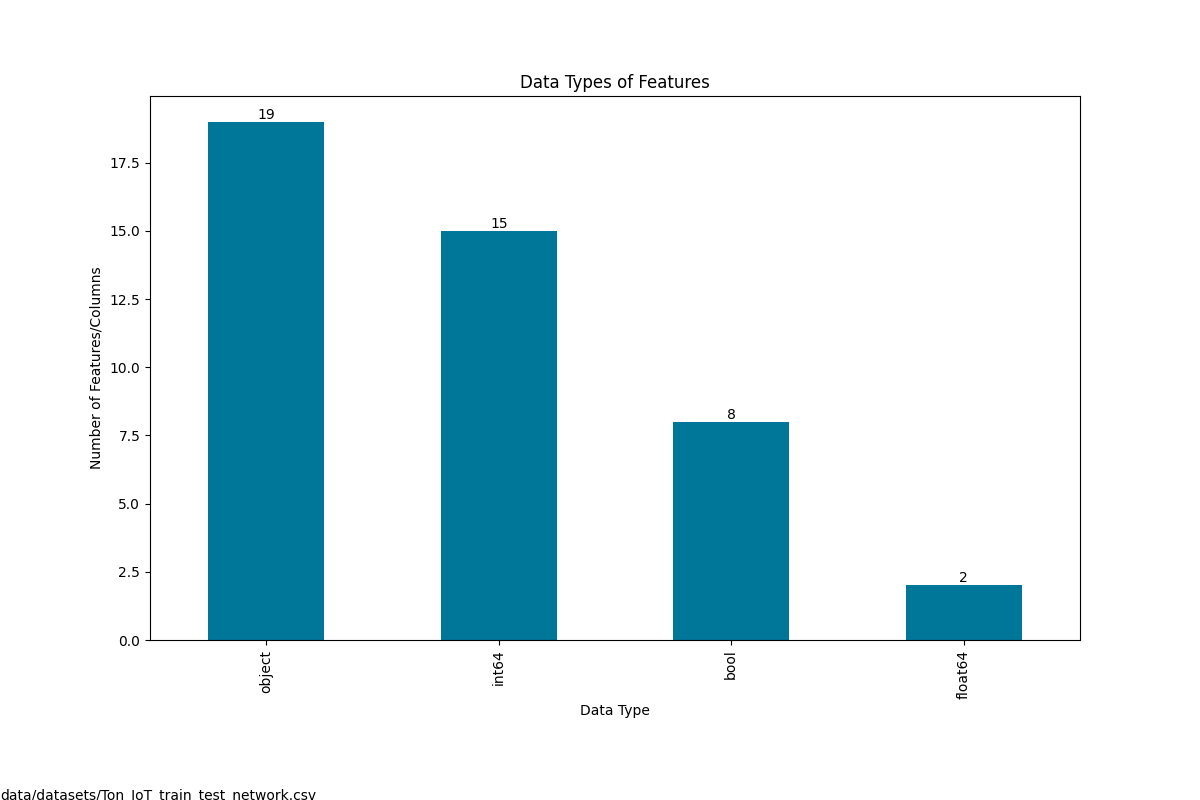 Data Types of Features
19
15
8
2
17.5
15.0
12.5
10.0
7.5
5.0
2.5
0.0
Number of Features/Columns
object
int64
bool
float64
Data Type
data/datasets/Ton_IoT_train_test_network.csv